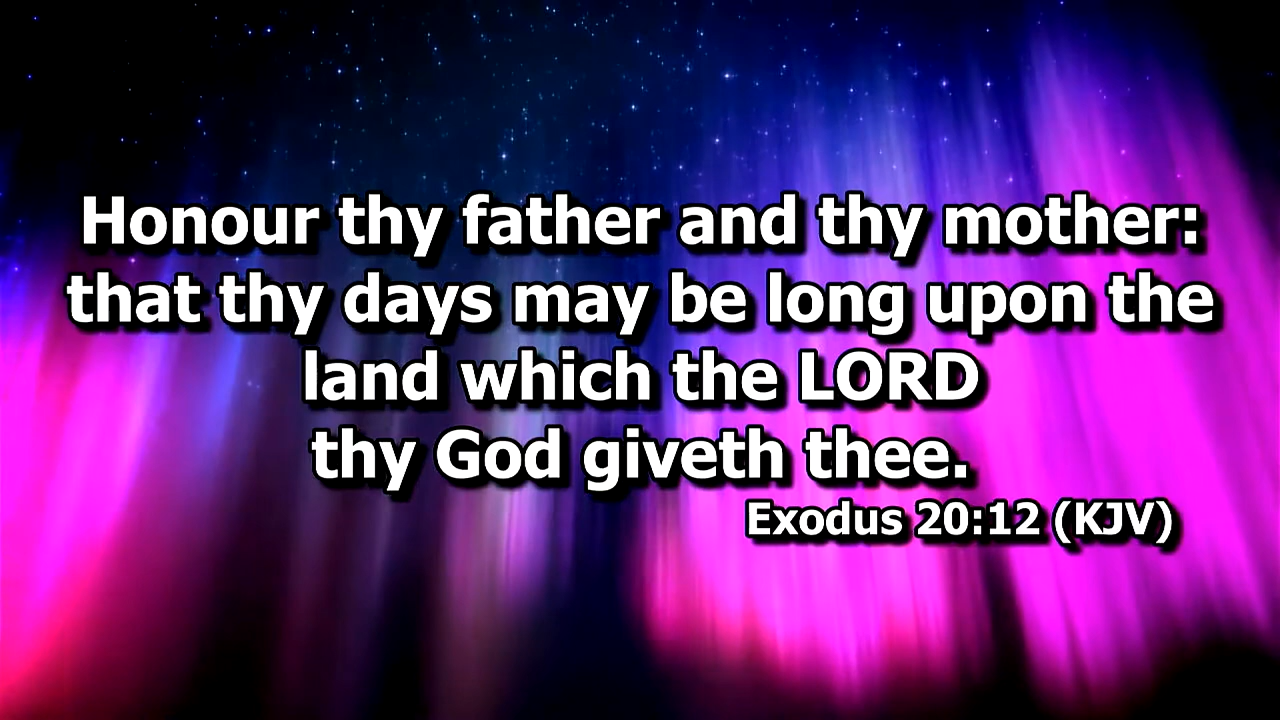 Honour thy father and thy mother:
that thy days may be long upon the
land which the LORD
thy God giveth thee.
Exodus 20:12 (KJV)